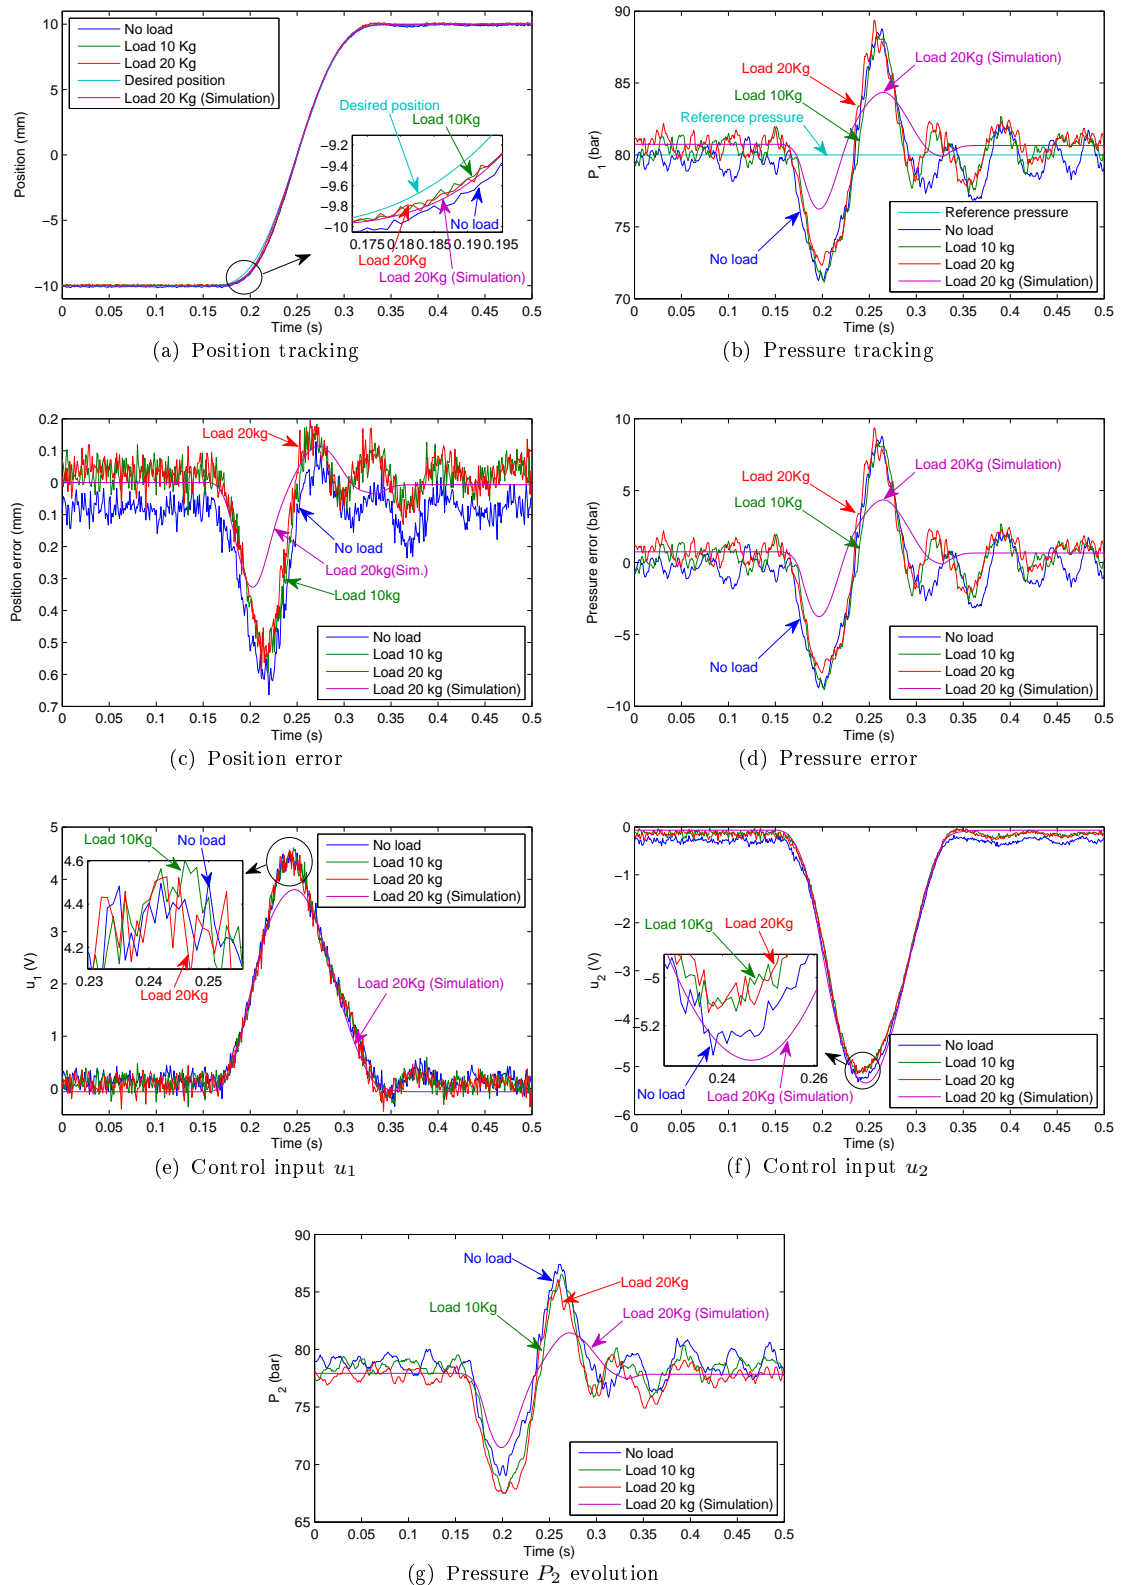 10
5
0
−5
−10
Position (mm)
No load
Load 10 Kg
Load 20 Kg
Desired position
Load 20 Kg (Simulation)
Desired position
Load 10Kg
−9.2
−9.4
−9.6
−9.8
−10
0.175 0.18 0.185 0.19 0.195
No load
Load 20Kg
Load 20Kg (Simulation)
0 0.05 0.1 0.15 0.2 0.25 0.3 0.35 0.4 0.45 0.5
Time (s)
(a) Position tracking
90
85
80
75
70
P_1 (bar)
Load 20Kg (Simulation)
Load 20Kg
Load 10Kg
Reference pressure
No load
Reference pressure
No load
Load 10 kg
Load 20 kg
Load 20 kg (Simulation)
0 0.05 0.1 0.15 0.2 0.25 0.3 0.35 0.4 0.45 0.5
Time (s)
(b) Pressure tracking
0.2
0.1
0
0.1
0.2
0.3
0.4
0.5
0.6
0.7
Position error (mm)
Load 20kg
No load
Load 20kg(Sim.)
Load 10kg
No load
Load 10 kg
Load 20 kg
Load 20 kg (Simulation)
0 0.05 0.1 0.15 0.2 0.25 0.3 0.35 0.4 0.45 0.5
Time (s)
(c) Position error
10
5
0
−5
−10
Pressure error (bar)
Load 20Kg (Simulation)
Load 20Kg
Load 10Kg
No load
No load
Load 10 kg
Load 20 kg
Load 20 kg (Simulation)
0 0.05 0.1 0.15 0.2 0.25 0.3 0.35 0.4 0.45 0.5
Time (s)
(d) Pressure error
5
4
3
2
1
0
u_1 (V)
Load 10Kg
No load
4.6
4.4
4.2
0.23 0.24 0.25
Load 20Kg
No load
Load 10 kg
Load 20 kg
Load 20 kg (Simulation)
Load 20Kg (Simulation)
0 0.05 0.1 0.15 0.2 0.25 0.3 0.35 0.4 0.45 0.5
Time (s)
(e) Control input u1
0
−1
−2
−3
−4
−5
−6
u_2 (V)
Load 10Kg
Load 20Kg
−5
−5.2
0.24 0.26
No load
Load 20Kg (Simulation)
No load
Load 10 kg
Load 20 kg
Load 20 kg (Simulation)
0 0.05 0.1 0.15 0.2 0.25 0.3 0.35 0.4 0.45 0.5
Time (s)
(f) Control input u2
90
85
80
75
70
65
P_2 (bar)
No load
Load 20Kg
Load 10Kg
Load 20Kg (Simulation)
No load
Load 10 kg
Load 20 kg
Load 20 kg (Simulation)
0 0.05 0.1 0.15 0.2 0.25 0.3 0.35 0.4 0.45 0.5
Time (s)
(g) Pressure P2 evolution